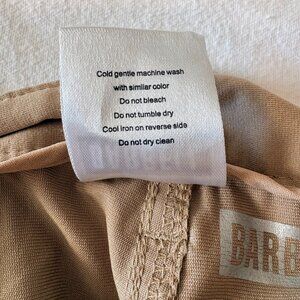 Cold gentle machine wash
with similar color
Do not bleach
Do not tumble dry
Cool iron on reverse side
Do not dry clean